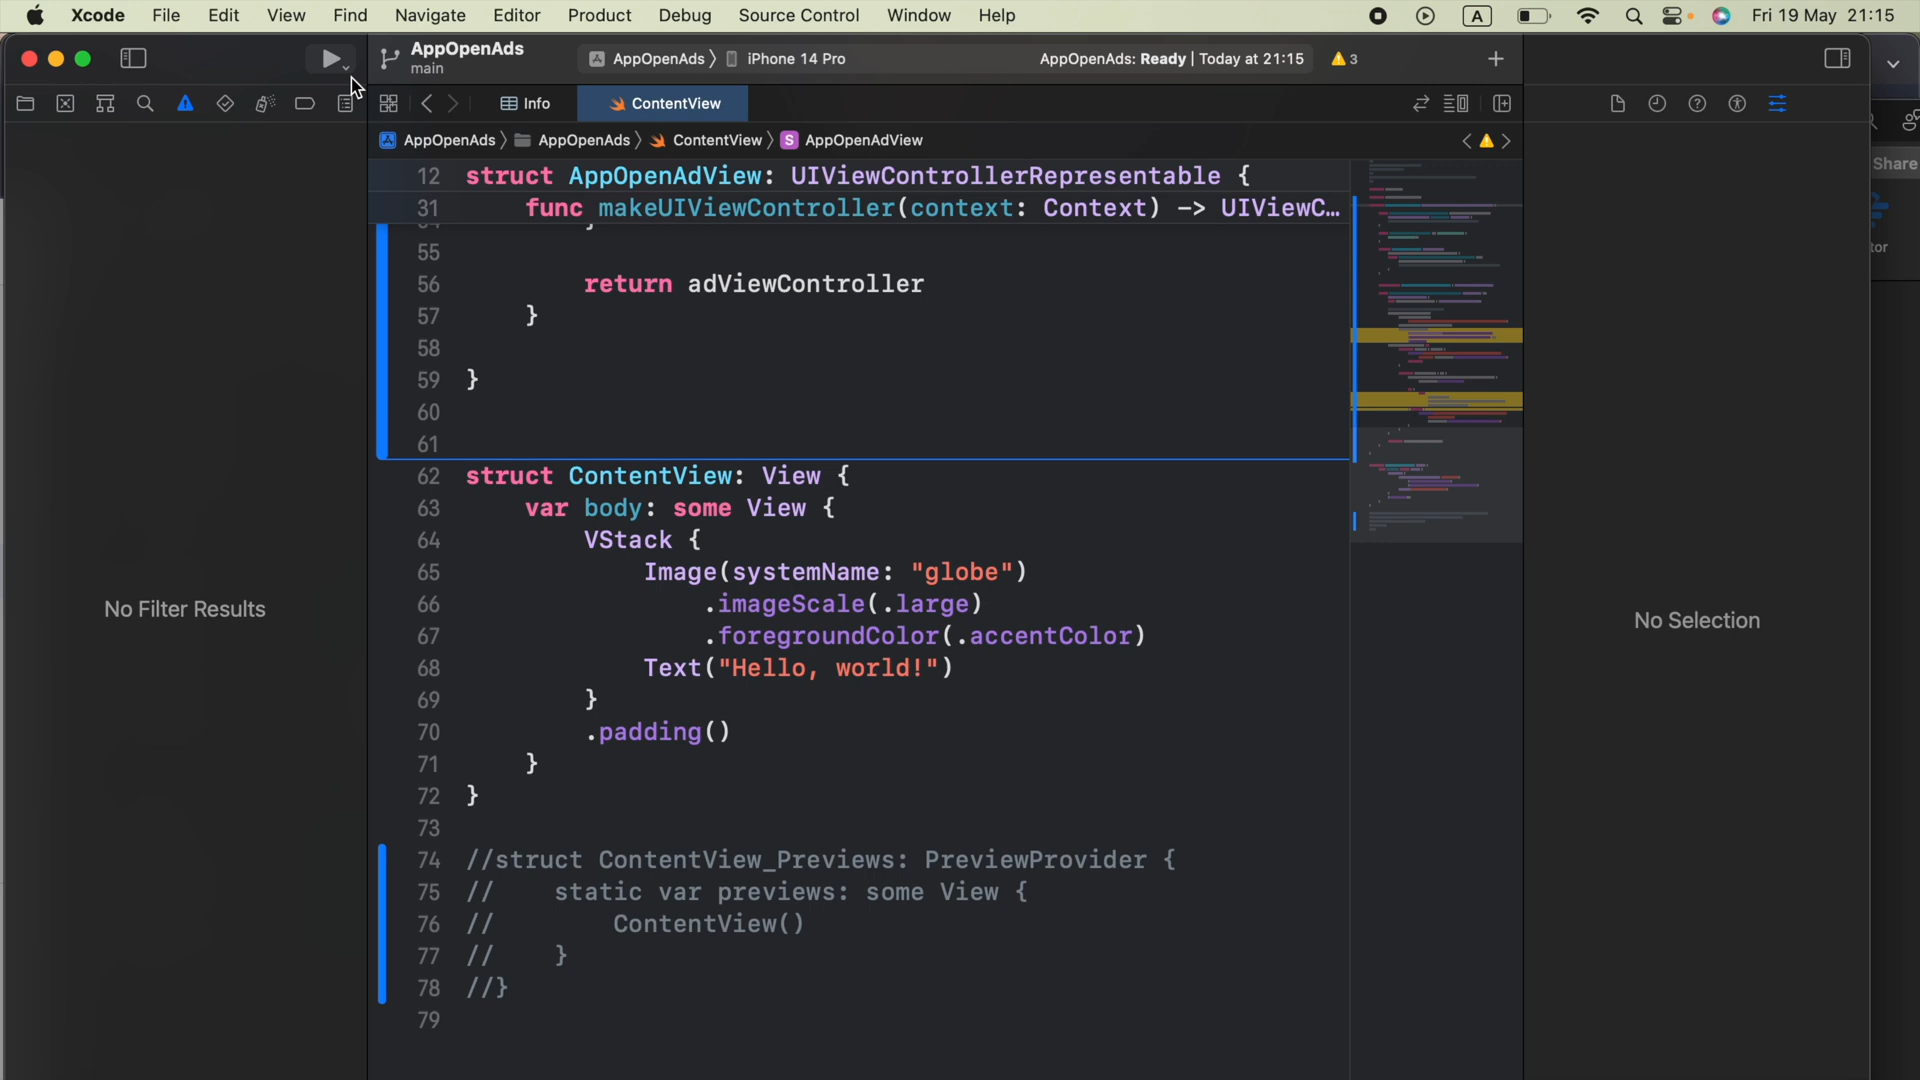 Xcode File Edit View Find Navigate Editor Product Debug Source Control Window Help A Fri 19 May 21:15
AppOpenAds
main
AppOpenAds iPhone 14 Pro AppOpenAds: Ready | Today at 21:15 3
Info ContentView
AppOpenAds AppOpenAds ContentView S AppOpenAdView
Share
12 struct AppOpenAdView: UIViewControllerRepresentable {
31 func makeUIViewController(context: Context) -> UIViewC…
tor
55
56 return adViewController
57 }
58
59 }
60
61
62 struct ContentView: View {
63 var body: some View {
64 VStack {
65 Image(systemName: "globe")
66 .imageScale(.large)
67 .foregroundColor(.accentColor)
68 Text("Hello, world!")
69 }
70 .padding()
71 }
72 }
73
74 //struct ContentView_Previews: PreviewProvider {
75 // static var previews: some View {
76 // ContentView()
77 // }
78 //}
79
No Filter Results
No Selection